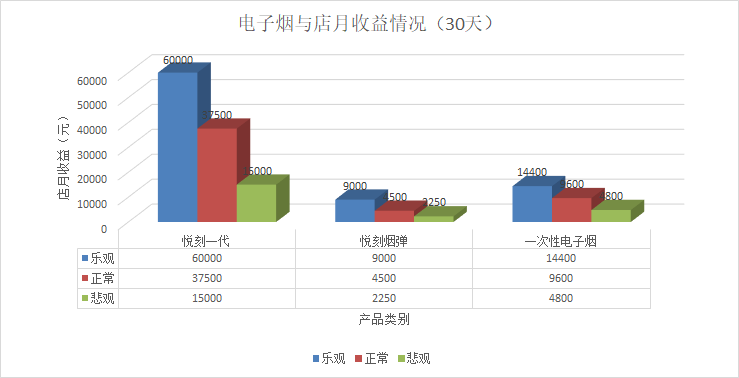 电子烟与店月收益情况（30天）
店月收益（元）
60000
50000
40000
30000
20000
10000
0
60000
37500
15000
9000
4500
2250
14400
9600
4800
悦刻一代 悦刻烟弹 一次性电子烟
乐观 60000 9000 14400
正常 37500 4500 9600
悲观 15000 2250 4800
产品类别
乐观 正常 悲观